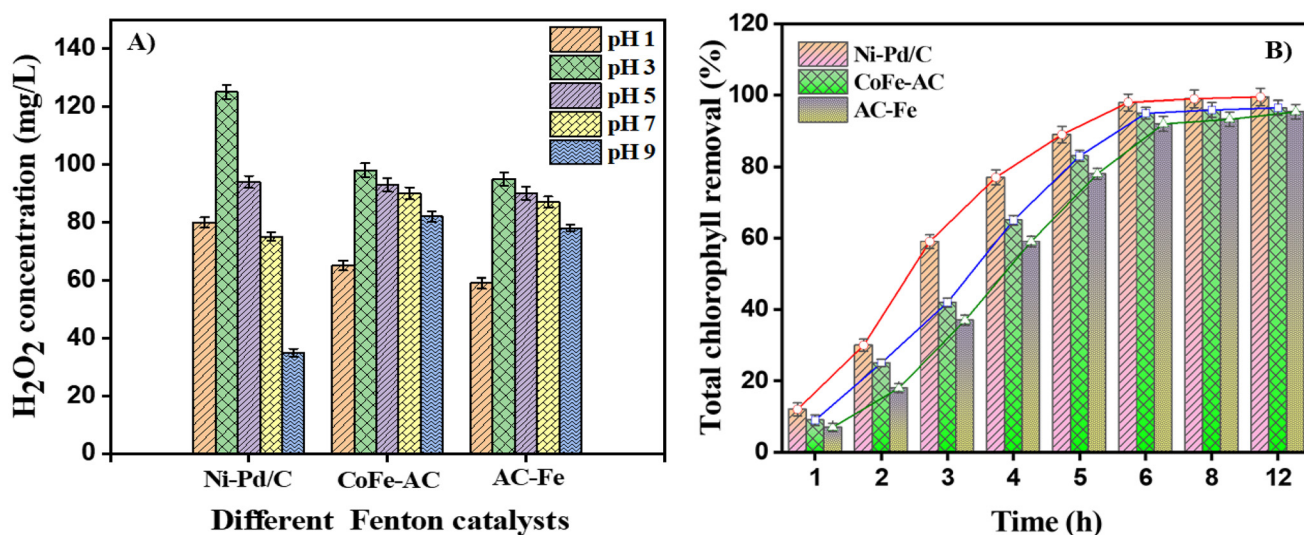 A)
pH 1
pH 3
pH 5
pH 7
pH 9
H₂O₂ concentration (mg/L)
140
120
100
80
60
40
20
0
Ni-Pd/C CoFe-AC AC-Fe
Different Fenton catalysts
B)
Ni-Pd/C
CoFe-AC
AC-Fe
Total chlorophyll removal (%)
120
100
80
60
40
20
0
1 2 3 4 5 6 8 12
Time (h)